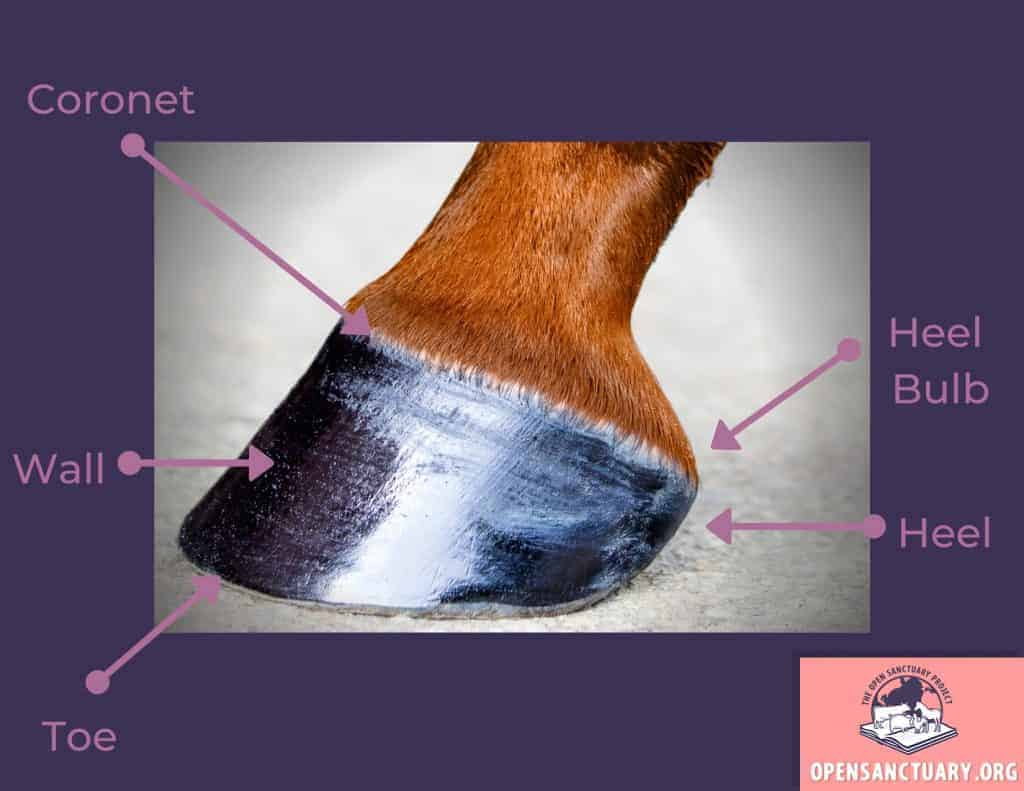 Coronet
Heel
Bulb
Wall
Heel
Toe
THE OPEN SANCTUARY PROJECT
OPENSANCTUARY.ORG